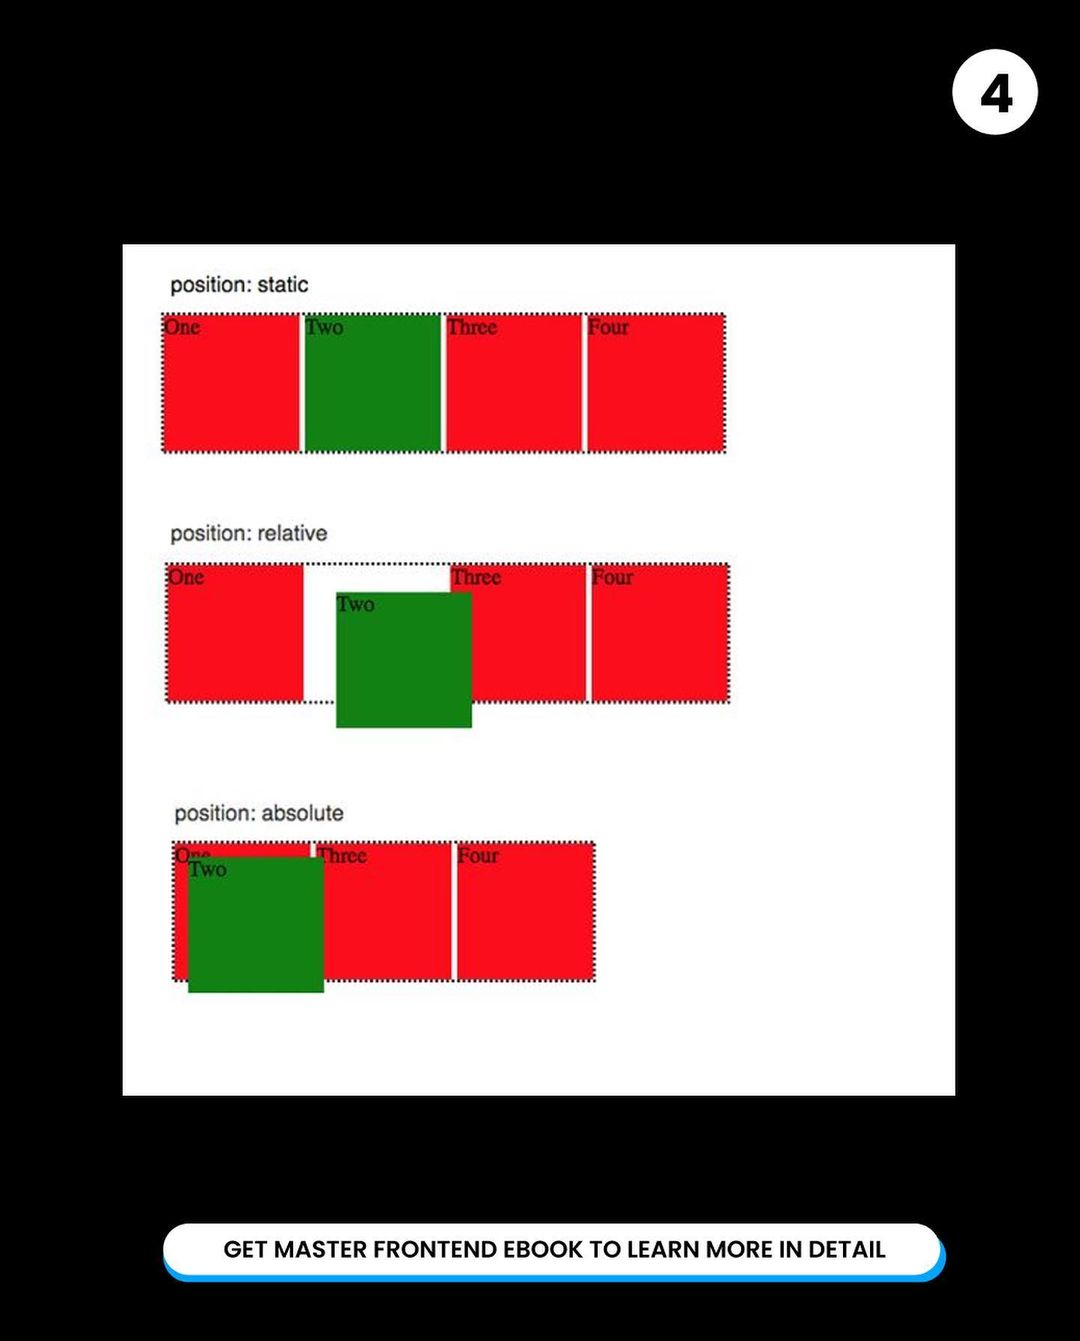 4
position: static
One Two Three Four
position: relative
One Three Four
Two
position: absolute
One Three Four
Two
GET MASTER FRONTEND EBOOK TO LEARN MORE IN DETAIL